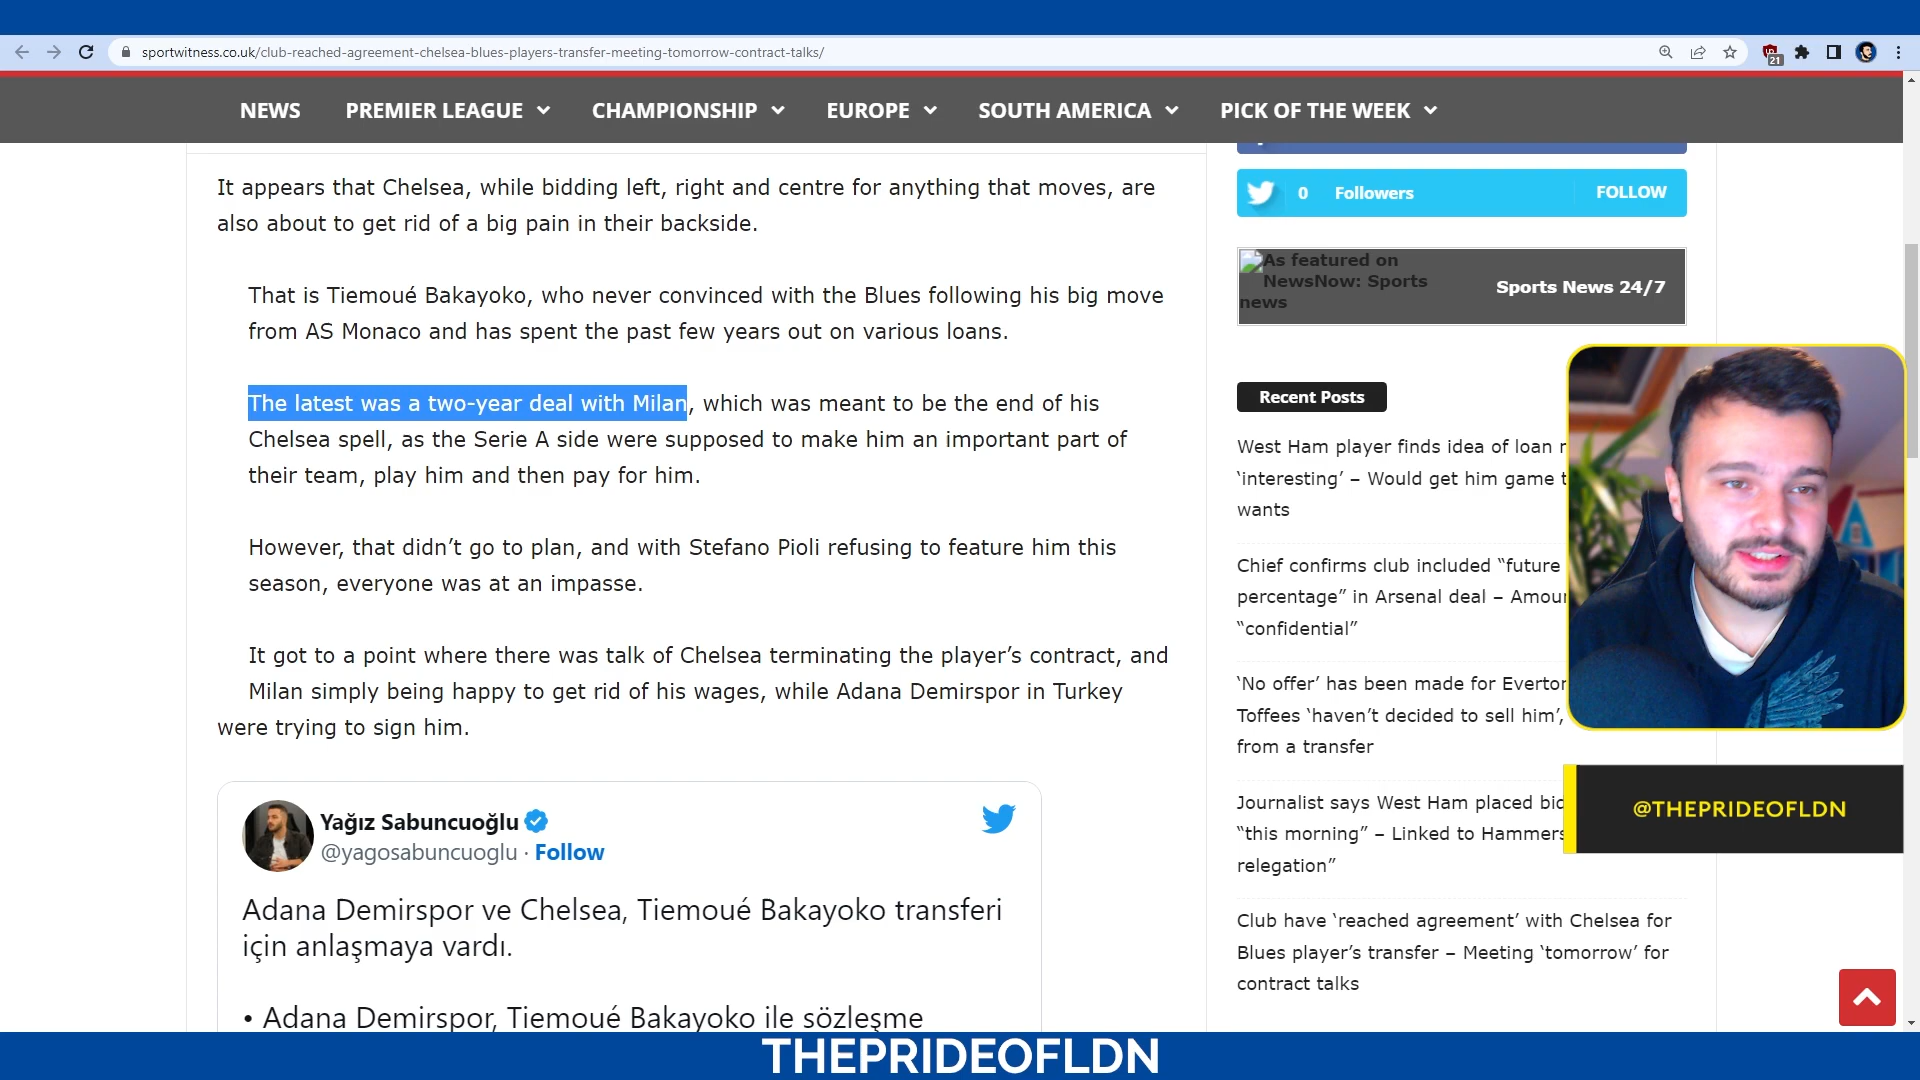 sportwitness.co.uk/club-reached-agreement-chelsea-blues-players-transfer-meeting-tomorrow-contract-talks/
21
NEWS PREMIER LEAGUE CHAMPIONSHIP EUROPE SOUTH AMERICA PICK OF THE WEEK
It appears that Chelsea, while bidding left, right and centre for anything that moves, are
also about to get rid of a big pain in their backside.
That is Tiemoué Bakayoko, who never convinced with the Blues following his big move
from AS Monaco and has spent the past few years out on various loans.
The latest was a two-year deal with Milan, which was meant to be the end of his
Chelsea spell, as the Serie A side were supposed to make him an important part of
their team, play him and then pay for him.
However, that didn’t go to plan, and with Stefano Pioli refusing to feature him this
season, everyone was at an impasse.
It got to a point where there was talk of Chelsea terminating the player’s contract, and
Milan simply being happy to get rid of his wages, while Adana Demirspor in Turkey
were trying to sign him.
Yağız Sabuncuoğlu
@yagosabuncuoglu · Follow
Adana Demirspor ve Chelsea, Tiemoué Bakayoko transferi
için anlaşmaya vardı.
• Adana Demirspor, Tiemoué Bakayoko ile sözleşme
0 Followers FOLLOW
As featured on
NewsNow: Sports
news
Sports News 24/7
Recent Posts
West Ham player finds idea of loan
‘interesting’ – Would get him game
wants
Chief confirms club included “future
percentage” in Arsenal deal –
“confidential”
‘No offer’ has been made for
Toffees ‘haven’t decided to sell him’,
from a transfer
Journalist says West Ham placed
“this morning” – Linked to Hammers
relegation”
Club have ‘reached agreement’ with Chelsea for
Blues player’s transfer – Meeting ‘tomorrow’ for
contract talks
@THEPRIDEOFLDN
THEPRIDEOFLDN